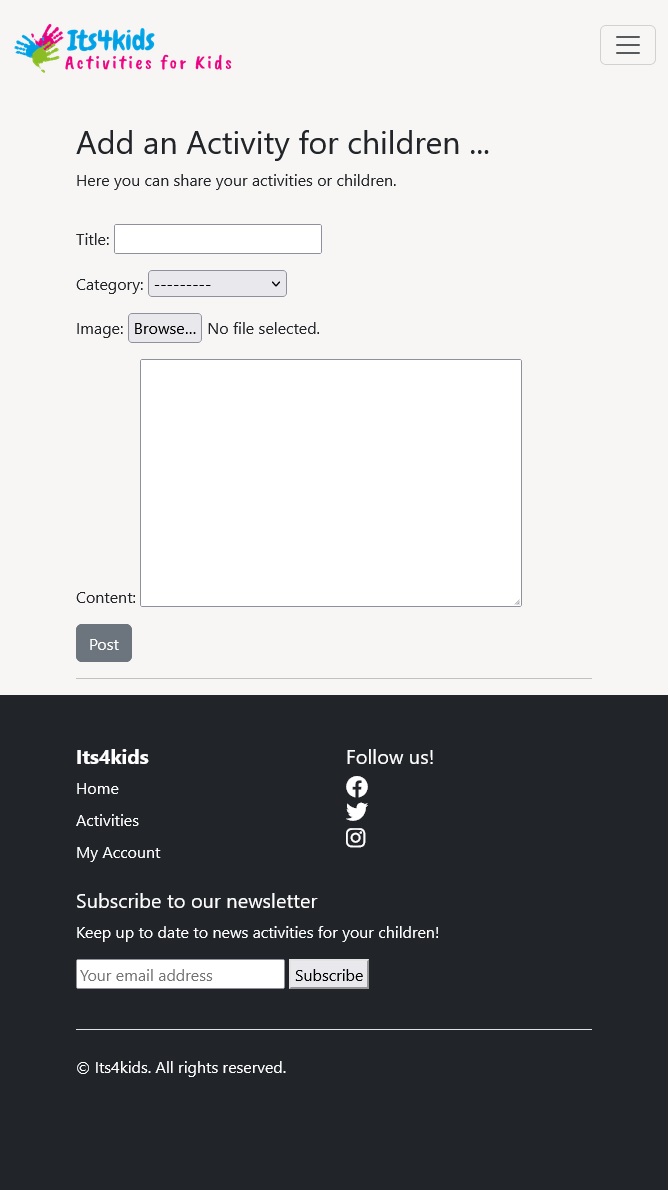 Its4kids
Activities for Kids
Add an Activity for children ...
Here you can share your activities or children.
Title:
Category: ---------
Image: Browse... No file selected.
Content:
Post
Its4kids
Home
Activities
My Account
Follow us!
Subscribe to our newsletter
Keep up to date to news activities for your children!
Your email address Subscribe
© Its4kids. All rights reserved.